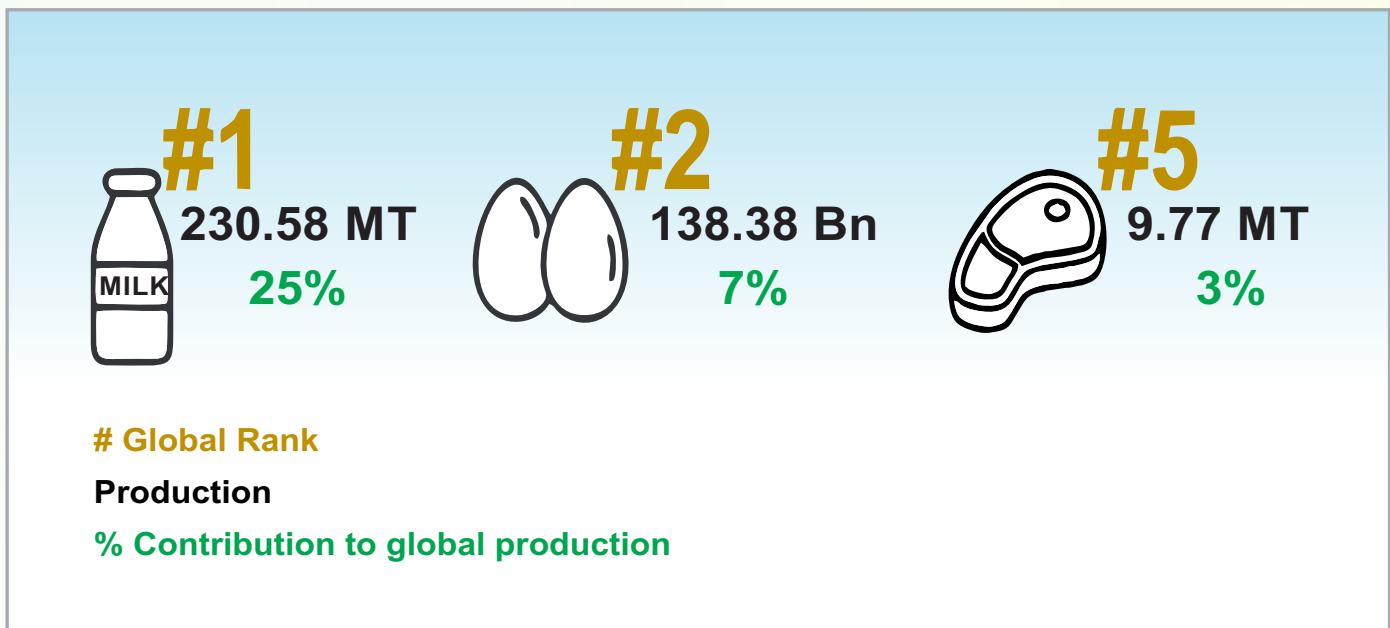 #1
230.58 MT
25%
MILK
#2
138.38 Bn
7%
#5
9.77 MT
3%
# Global Rank
Production
% Contribution to global production